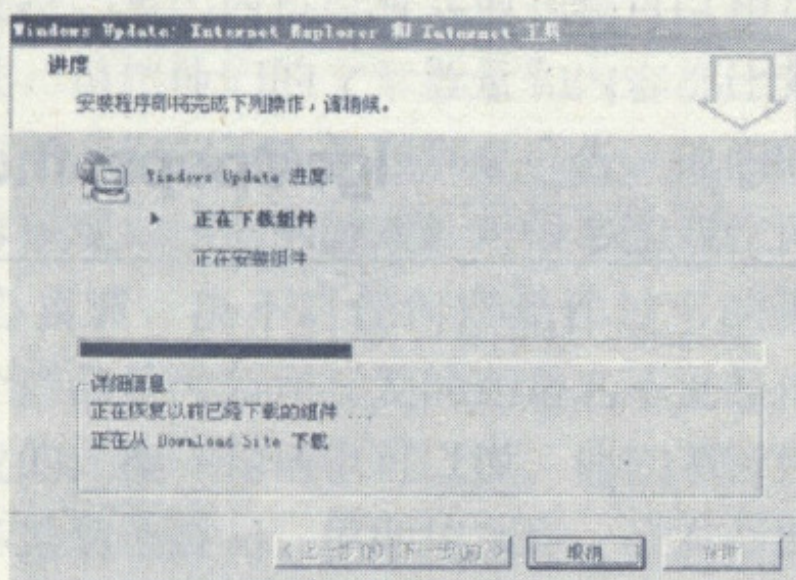 Windows Update: Internet Explorer 和 Internet 工具
进度
安装程序即将完成下列操作，请稍候。
Windows Update 进度:
正在下载组件
正在安装组件
详细信息
正在恢复以前已经下载的组件 ...
正在从 Download Site 下载
< 上一步(B) 下一步(N) >
取消
帮助